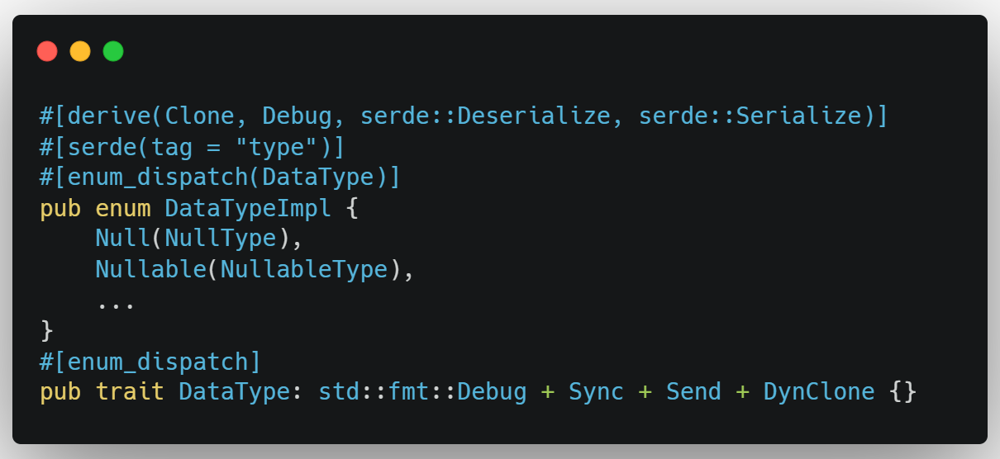 #[derive(Clone, Debug, serde::Deserialize, serde::Serialize)]
#[serde(tag = "type")]
#[enum_dispatch(DataType)]
pub enum DataTypeImpl {
    Null(NullType),
    Nullable(NullableType),
    ...
}
#[enum_dispatch]
pub trait DataType: std::fmt::Debug + Sync + Send + DynClone {}